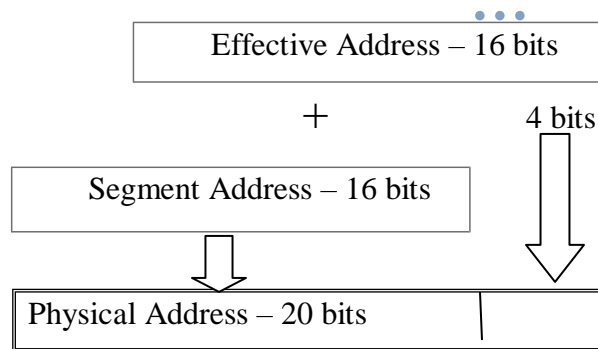 Effective Address – 16 bits
+
4 bits
Segment Address – 16 bits
Physical Address – 20 bits